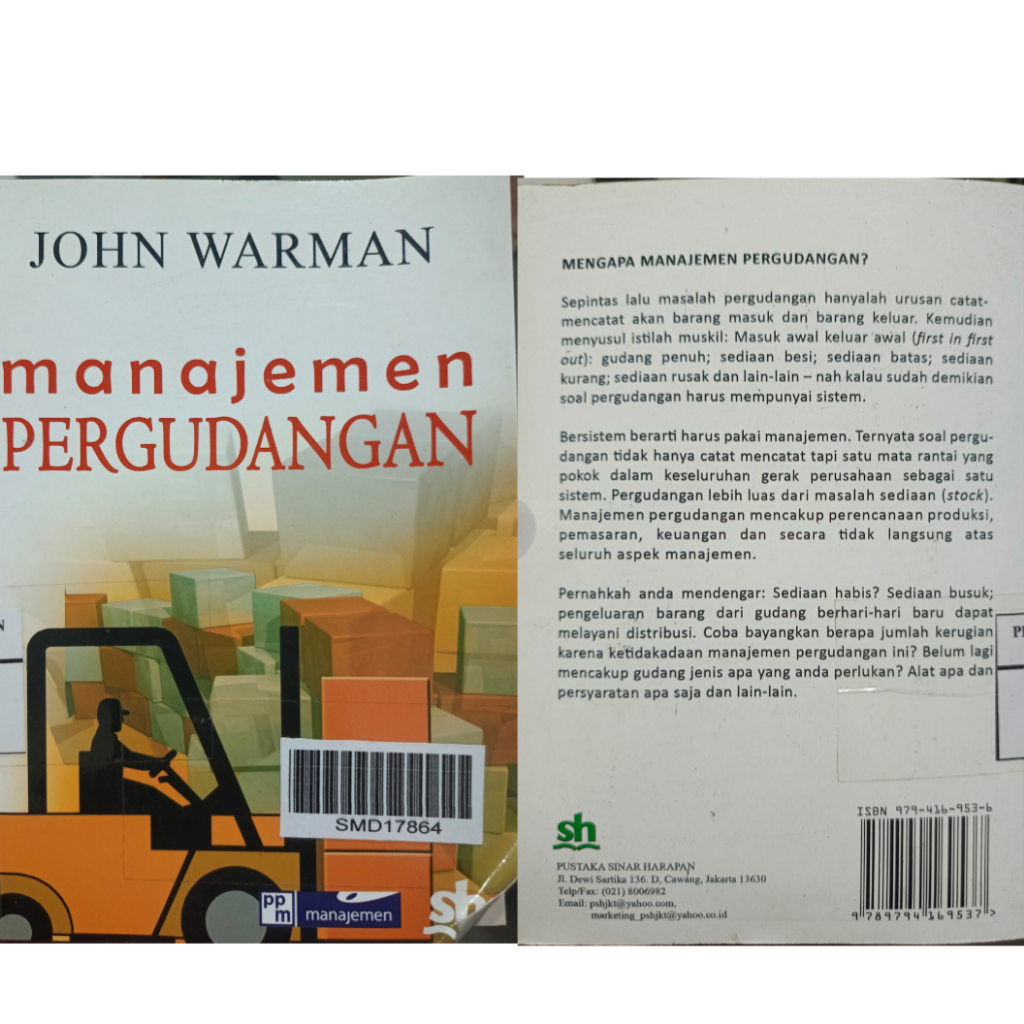 JOHN WARMAN
manajemen
PERGUDANGAN
N
SMD17864
ppm manajemen
sh
MENGAPA MANAJEMEN PERGUDANGAN?
Sepintas lalu masalah pergudangan hanyalah urusan catat-
mencatat akan barang masuk dan barang keluar. Kemudian
menyusul istilah muskil: Masuk awal keluar awal (first in first
out): gudang penuh; sediaan besi; sediaan batas; sediaan
kurang; sediaan rusak dan lain-lain – nah kalau sudah demikian
soal pergudangan harus mempunyai sistem.
Bersistem berarti harus pakai manajemen. Ternyata soal pergu-
dangan tidak hanya catat mencatat tapi satu mata rantai yang
pokok dalam keseluruhan gerak perusahaan sebagai satu
sistem. Pergudangan lebih luas dari masalah sediaan (stock).
Manajemen pergudangan mencakup perencanaan produksi,
pemasaran, keuangan dan secara tidak langsung atas
seluruh aspek manajemen.
Pernahkah anda mendengar: Sediaan habis? Sediaan busuk;
pengeluaran barang dari gudang berhari-hari baru dapat
melayani distribusi. Coba bayangkan berapa jumlah kerugian
karena ketidakadaan manajemen pergudangan ini? Belum lagi
mencakup gudang jenis apa yang anda perlukan? Alat apa dan
persyaratan apa saja dan lain-lain.
PE
sh
PUSTAKA SINAR HARAPAN
Jl. Dewi Sartika 136. D, Cawang, Jakarta 13630
Telp/Fax: (021) 8006982
Email: pshjkt@yahoo.com,
marketing_pshjkt@yahoo.co.id
ISBN 979-416-953-6
9 789794 169537 >